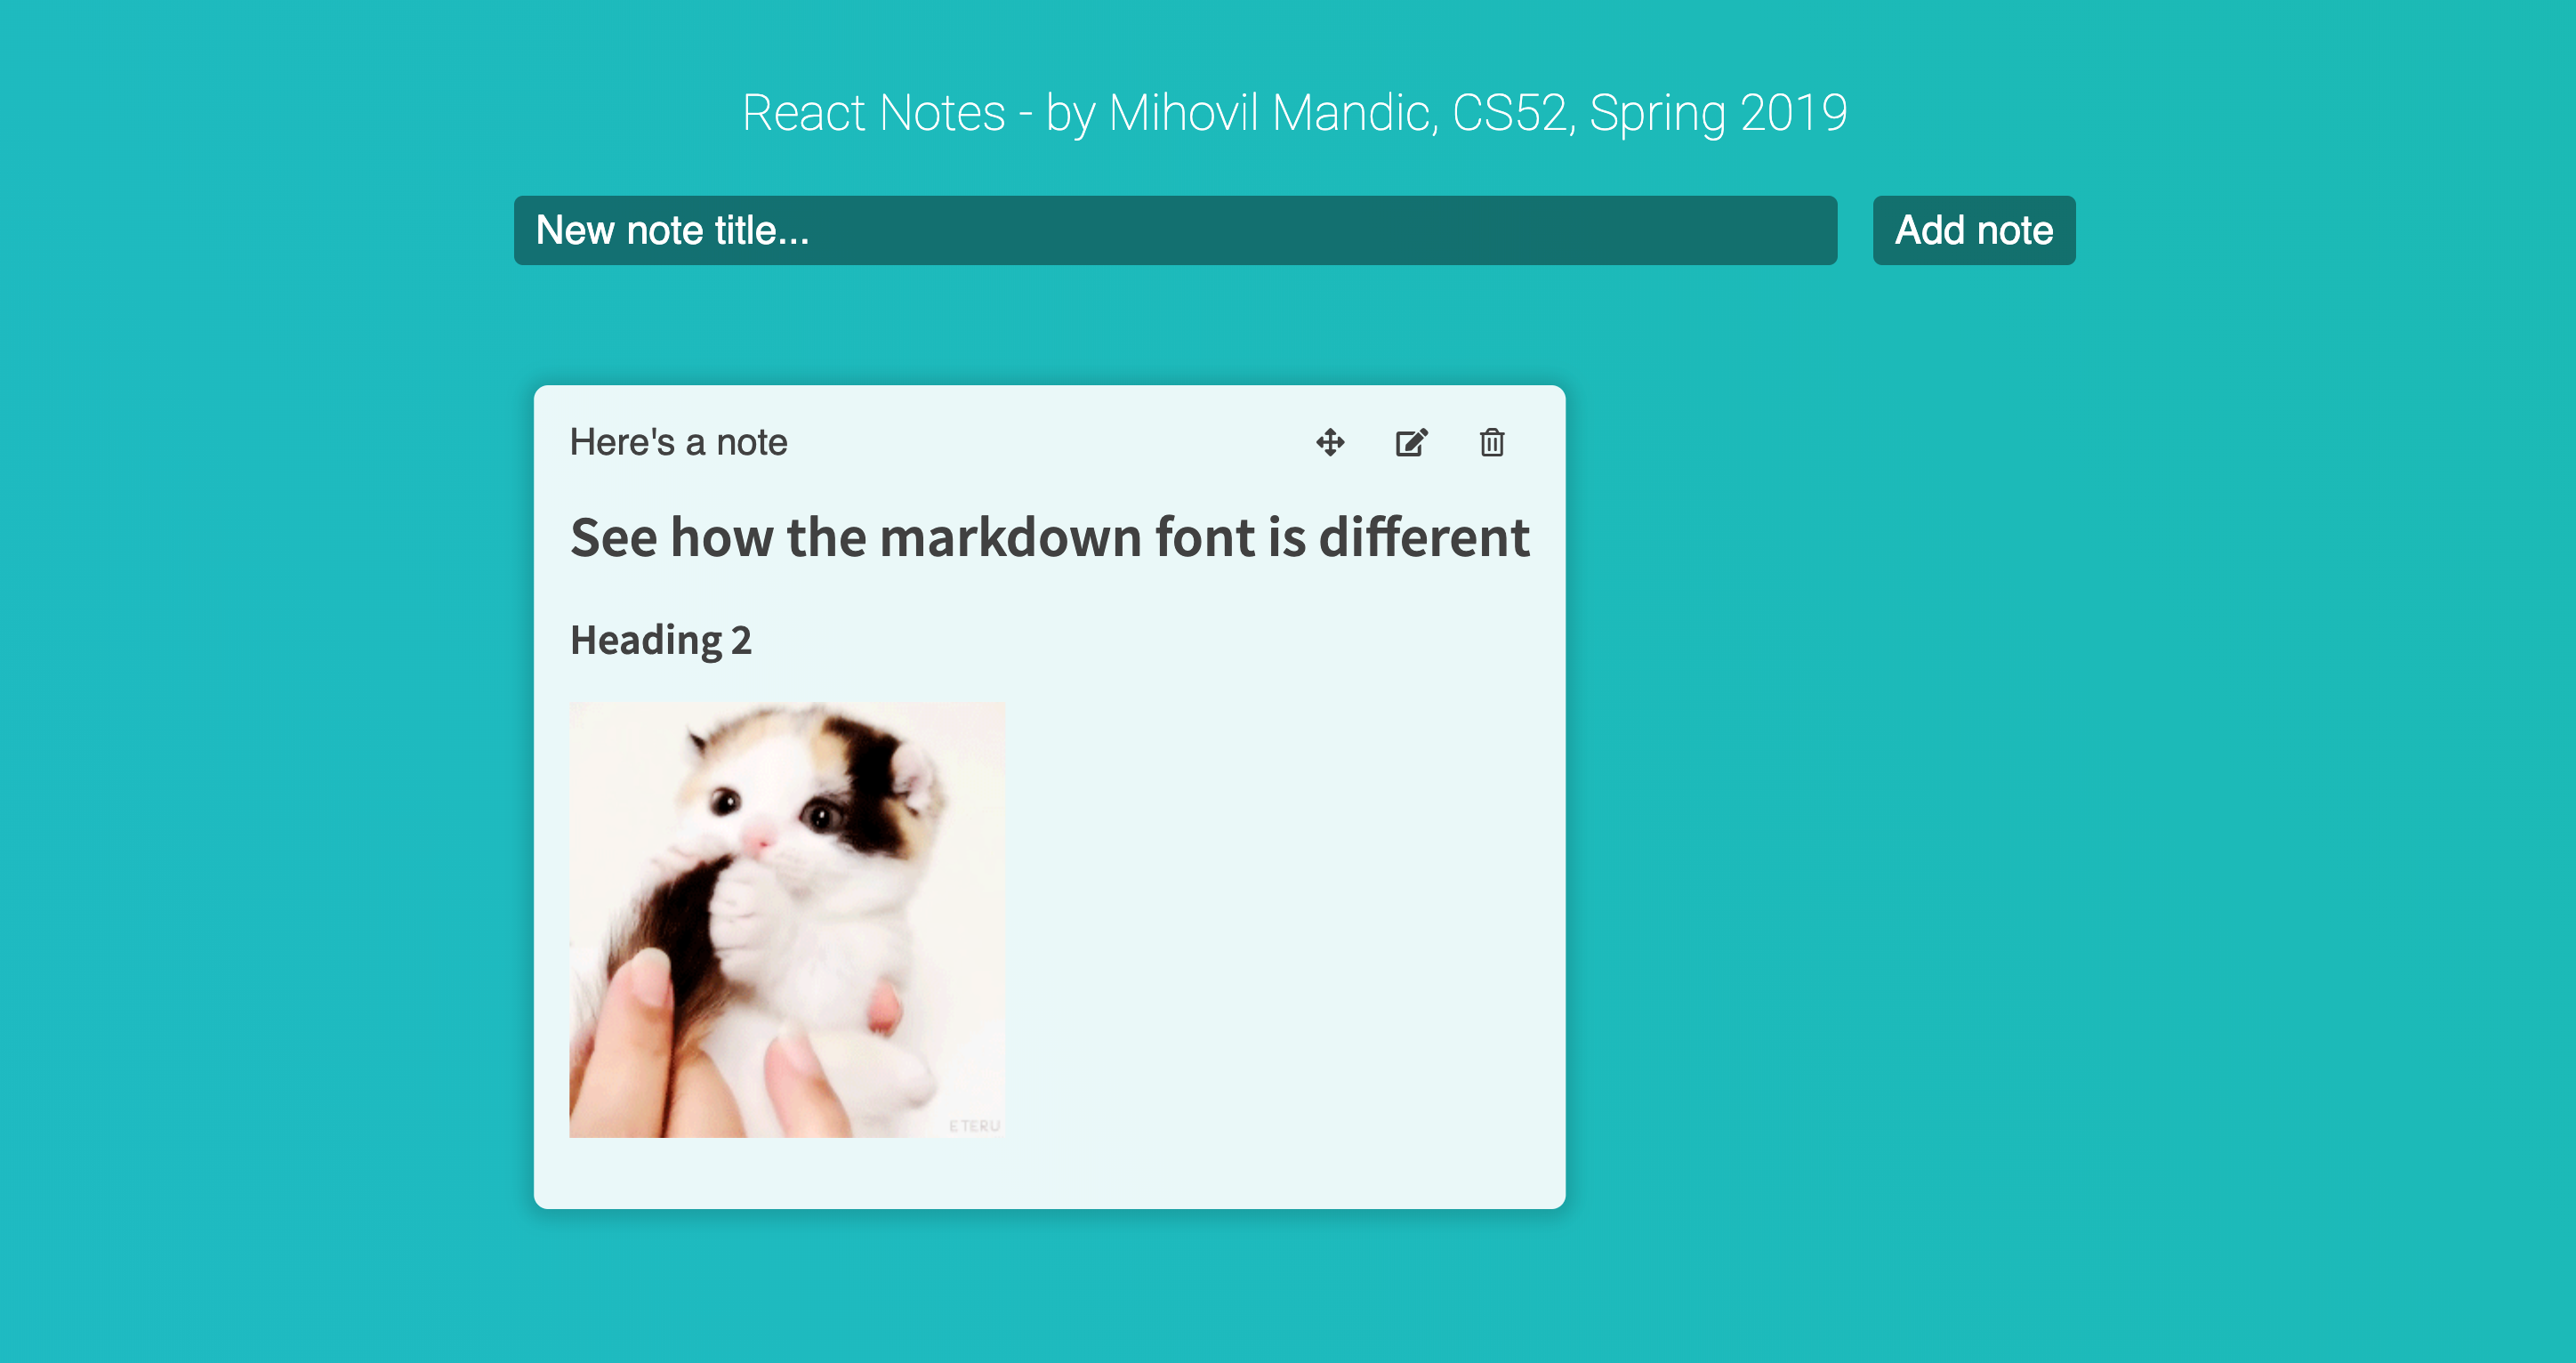 React Notes - by Mihovil Mandic, CS52, Spring 2019
New note title...
Add note
Here's a note
See how the markdown font is different
Heading 2
ETERU